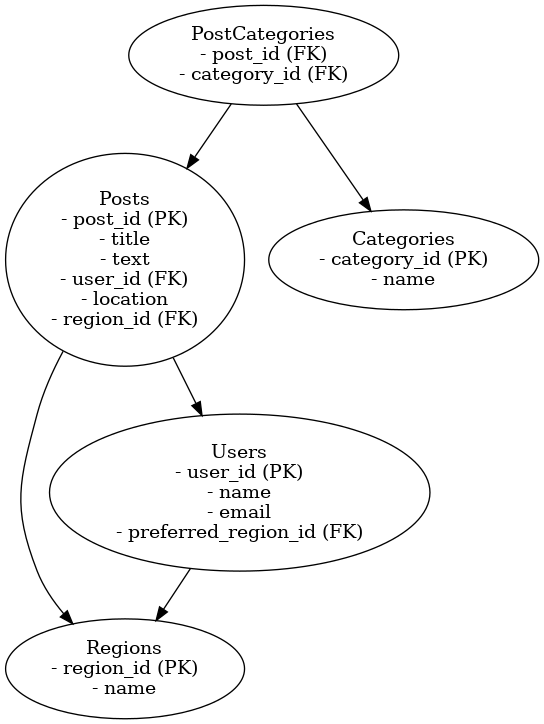 PostCategories
- post_id (FK)
- category_id (FK)
Posts
- post_id (PK)
- title
- text
- user_id (FK)
- location
- region_id (FK)
Categories
- category_id (PK)
- name
Users
- user_id (PK)
- name
- email
- preferred_region_id (FK)
Regions
- region_id (PK)
- name